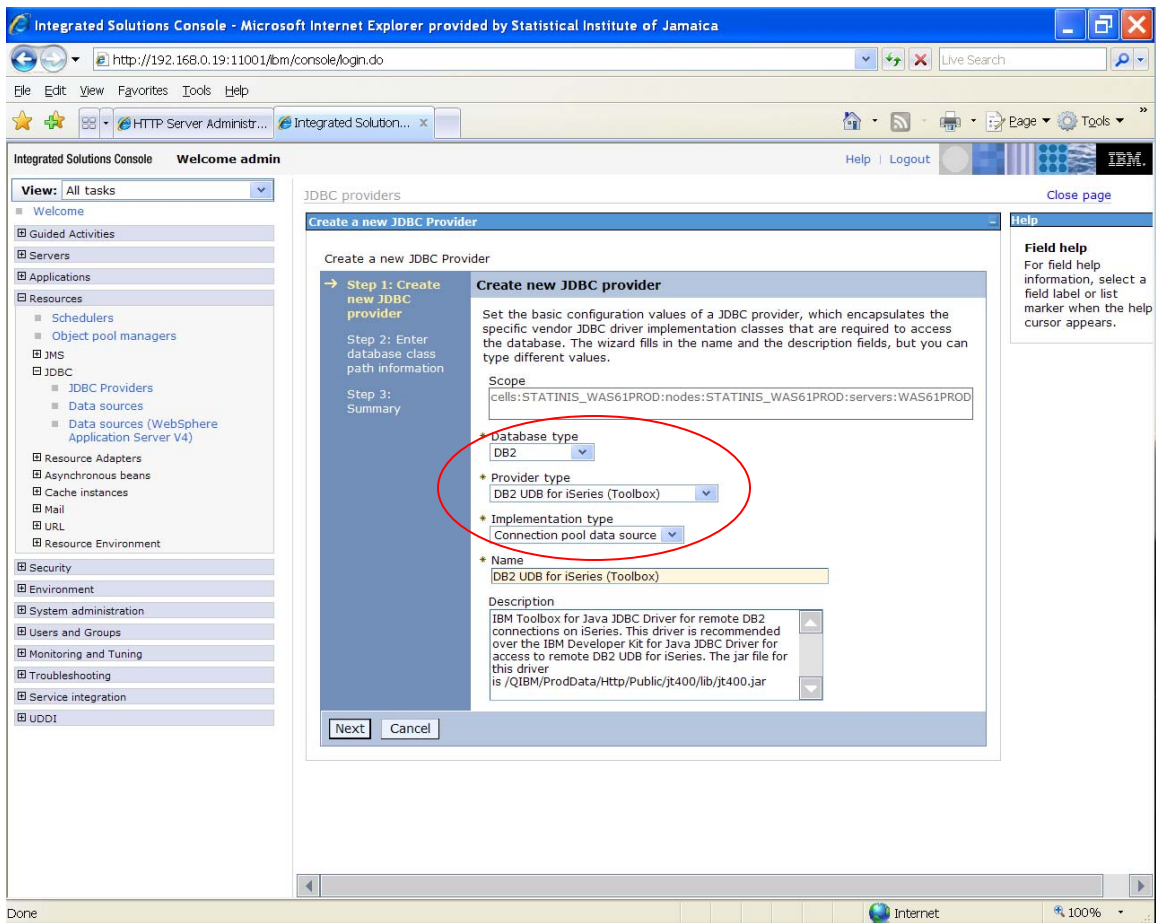 Integrated Solutions Console - Microsoft Internet Explorer provided by Statistical Institute of Jamaica
http://192.168.0.19:11001/ibm/console/login.do
Live Search
File Edit View Favorites Tools Help
HTTP Server Administr...
Integrated Solution... x
Page Tools »
Integrated Solutions Console Welcome admin
Help | Logout
IBM.
View: All tasks
Welcome
Guided Activities
Servers
Applications
Resources
Schedulers
Object pool managers
JMS
JDBC
JDBC Providers
Data sources
Data sources (WebSphere
Application Server V4)
Resource Adapters
Asynchronous beans
Cache instances
Mail
URL
Resource Environment
Security
Environment
System administration
Users and Groups
Monitoring and Tuning
Troubleshooting
Service integration
UDDI
JDBC providers
Close page
Create a new JDBC Provider
Create a new JDBC Provider
Step 1: Create
new JDBC
provider
Step 2: Enter
database class
path information
Step 3:
Summary
Create new JDBC provider
Set the basic configuration values of a JDBC provider, which encapsulates the
specific vendor JDBC driver implementation classes that are required to access
the database. The wizard fills in the name and the description fields, but you can
type different values.
Scope
cells:STATINIS_WAS61PROD:nodes:STATINIS_WAS61PROD:servers:WAS61PROD
* Database type
DB2
* Provider type
DB2 UDB for iSeries (Toolbox)
* Implementation type
Connection pool data source
* Name
DB2 UDB for iSeries (Toolbox)
Description
IBM Toolbox for Java JDBC Driver for remote DB2
connections on iSeries. This driver is recommended
over the IBM Developer Kit for Java JDBC Driver for
access to remote DB2 UDB for iSeries. The jar file for
this driver
is /QIBM/ProdData/Http/Public/jt400/lib/jt400.jar
Next Cancel
Help
Field help
For field help
information, select a
field label or list
marker when the help
cursor appears.
Done
Internet
100%